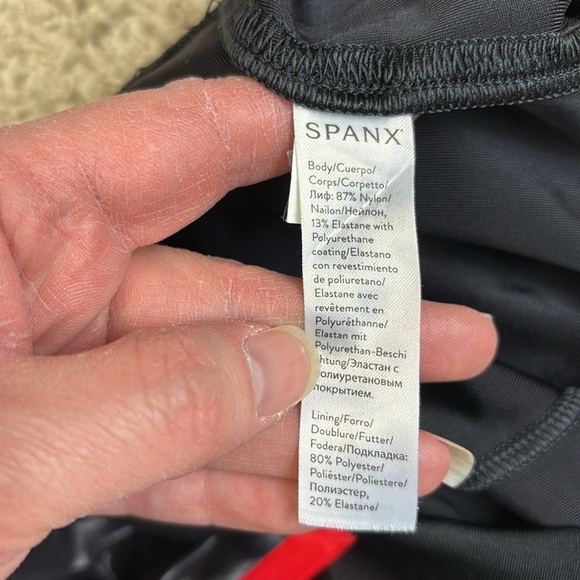 SPANX
Body/Cuerpo/
Corps/Corpetto/
Лиф: 87% Nylon/
Nailon/Нейлон,
13% Elastane with
Polyurethane
coating/Elastano
con revestimiento
de poliuretano/
Elastane avec
revêtement en
Polyuréthanne/
Elastan mit
Polyurethan-Beschi
htung/Эластан с
полиуретановым
покрытием.
Lining/Forro/
Doublure/Futter/
Fodera/Подкладка:
80% Polyester/
Poliéster/Poliestere/
Полиэстер,
20% Elastane/